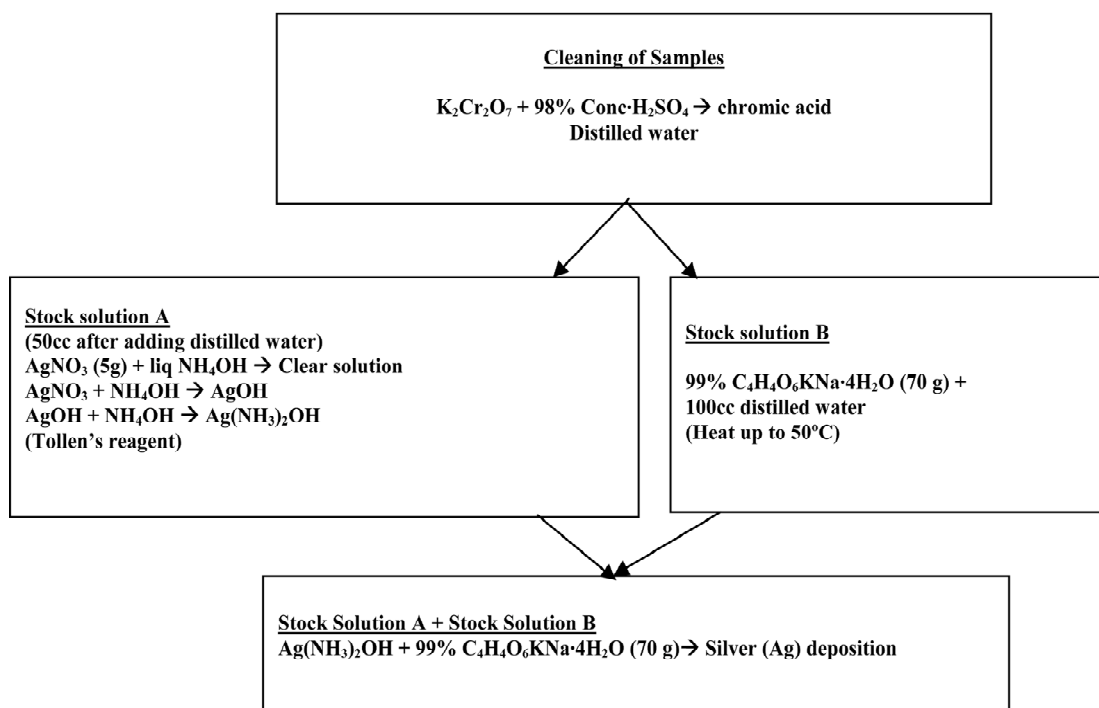 Cleaning of Samples
K₂Cr₂O₇ + 98% Conc·H₂SO₄ → chromic acid
Distilled water
Stock solution A
(50cc after adding distilled water)
AgNO₃ (5g) + liq NH₄OH → Clear solution
AgNO₃ + NH₄OH → AgOH
AgOH + NH₄OH → Ag(NH₃)₂OH
(Tollen’s reagent)
Stock solution B
99% C₄H₄O₆KNa·4H₂O (70 g) +
100cc distilled water
(Heat up to 50ºC)
Stock Solution A + Stock Solution B
Ag(NH₃)₂OH + 99% C₄H₄O₆KNa·4H₂O (70 g)→ Silver (Ag) deposition